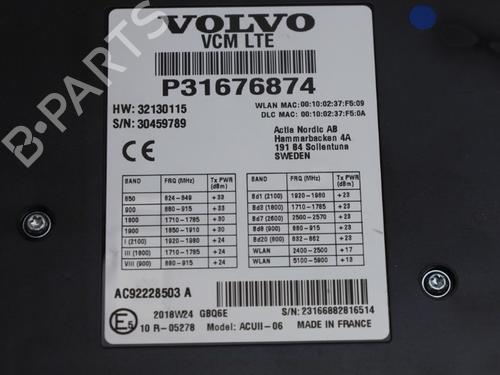 VOLVO
VCM LTE
P31676874
HW: 32130115
S/N: 30459789
WLAN MAC: 00:10:02:37:F5:09
DLC MAC: 00:10:02:37:F5:0A
Actia Nordic AB
Hammarbacken 4A
191 84 Sollentuna
SWEDEN
CE
BAND FRQ (MHz) Tx PWR (dBm)
850 824-849 +33
900 880-915 +33
1800 1710-1785 +30
1900 1850-1910 +30
I (2100) 1920-1980 +24
III (1800) 1710-1785 +24
VIII (900) 880-915 +24
BAND FRQ (MHz) Tx PWR (dBm)
Bd1 (2100) 1920-1980 +23
Bd3 (1800) 1710-1785 +23
Bd7 (2600) 2500-2570 +23
Bd8 (900) 880-915 +23
Bd20 (800) 832-862 +23
WLAN 2400-2500 +17
WLAN 5100-5900 +13
AC92228503 A
S/N: 23166882816514
E5
2018W24 GBQ6E
10 R-05278 Model: ACUII-06 MADE IN FRANCE
B-PARTS